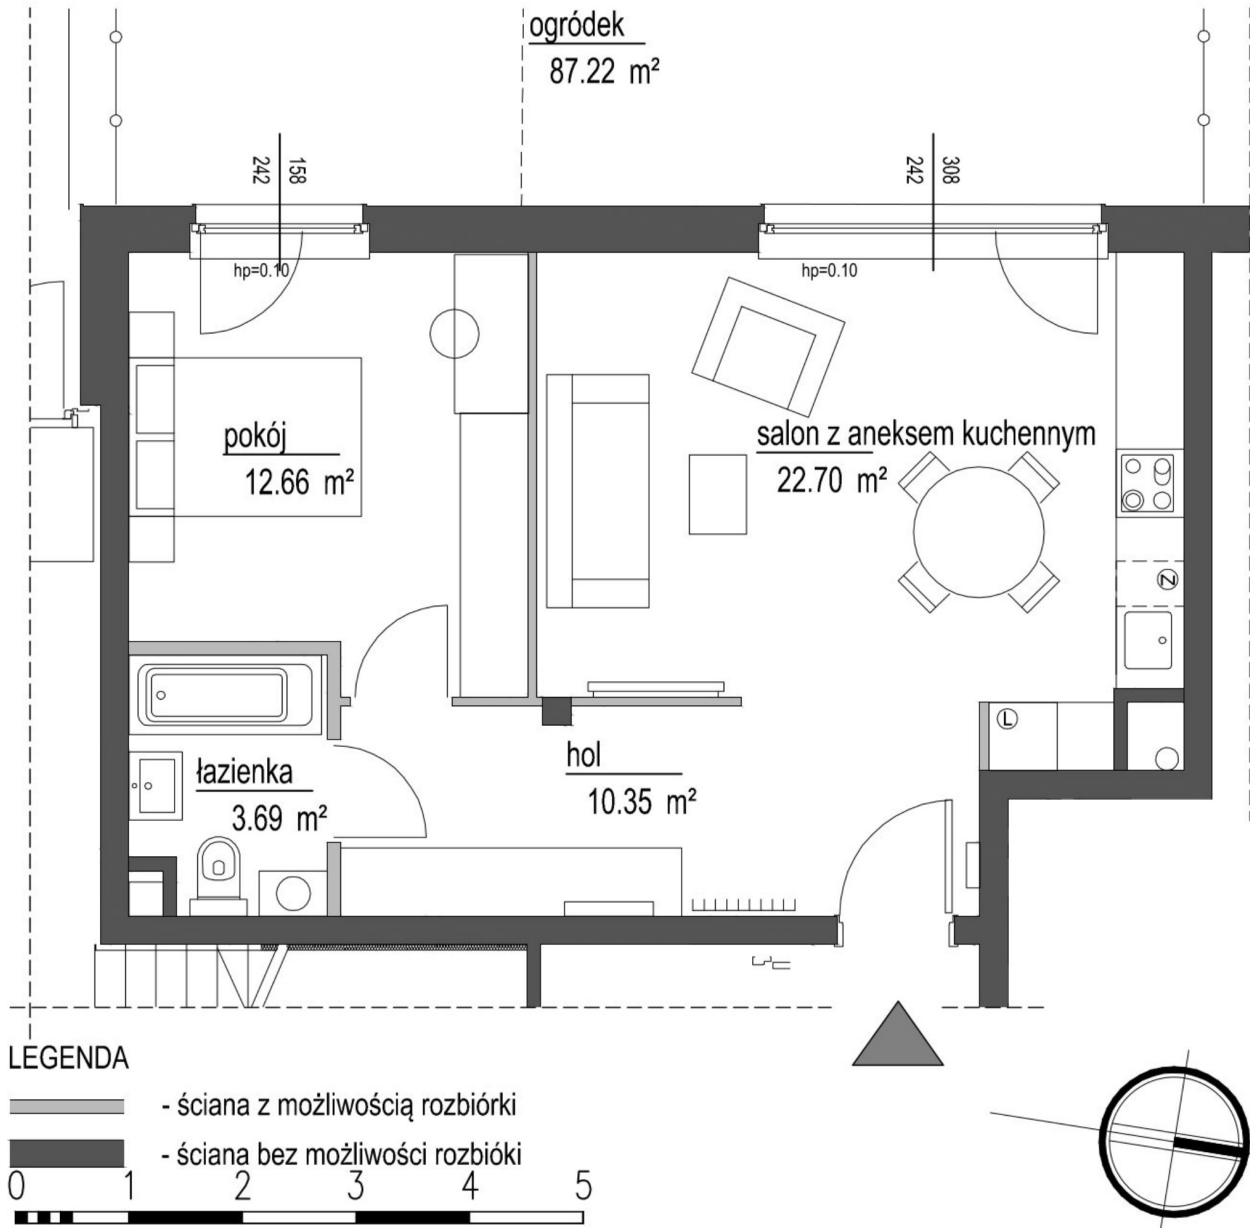 ogródek
87.22 m²
242 158
242 308
hp=0.10
hp=0.10
pokój
12.66 m²
salon z aneksem kuchennym
22.70 m²
Z
L
hol
10.35 m²
łazienka
3.69 m²
LEGENDA
- ściana z możliwością rozbiórki
- ściana bez możliwości rozbióki
0 1 2 3 4 5